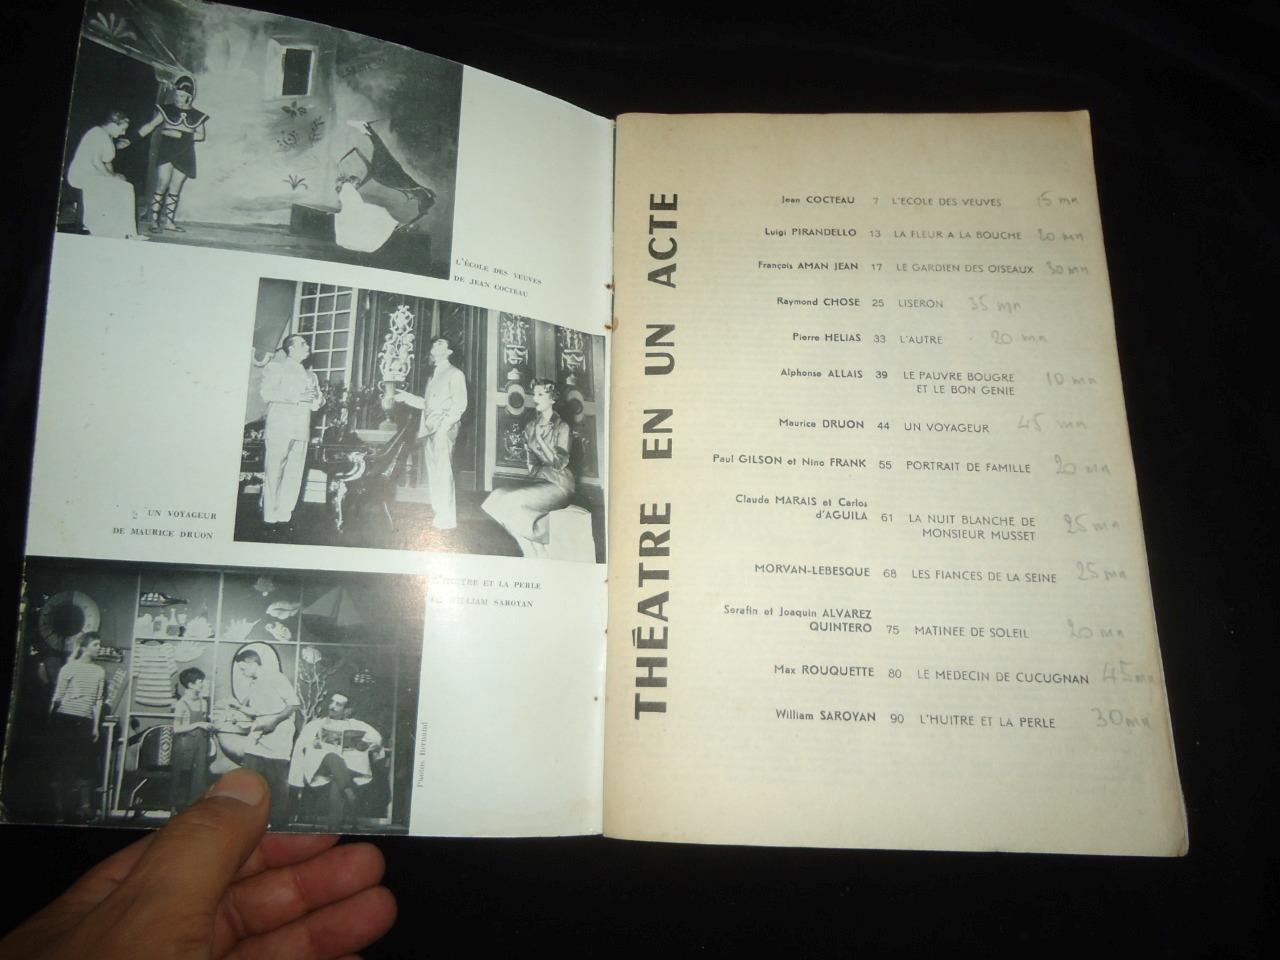 L'ÉCOLE DES VEUVES
DE JEAN COCTEAU
UN VOYAGEUR
DE MAURICE DRUON
L'HUITRE ET LA PERLE
DE WILLIAM SAROYAN
Photos Bernand
THÉATRE EN UN ACTE
Jean COCTEAU 7 L'ECOLE DES VEUVES 15 mn
Luigi PIRANDELLO 13 LA FLEUR A LA BOUCHE 20 mn
François AMAN JEAN 17 LE GARDIEN DES OISEAUX 30 mn
Raymond CHOSE 25 LISERON 35 mn
Pierre HELIAS 33 L'AUTRE 20 mn
Alphonse ALLAIS 39 LE PAUVRE BOUGRE 10 mn
ET LE BON GENIE
Maurice DRUON 44 UN VOYAGEUR 45 mn
Paul GILSON et Nino FRANK 55 PORTRAIT DE FAMILLE 20 mn
Claude MARAIS et Carlos
d'AGUILA 61 LA NUIT BLANCHE DE 25 mn
MONSIEUR MUSSET
MORVAN-LEBESQUE 68 LES FIANCES DE LA SEINE 25 mn
Serafin et Joaquin ALVAREZ
QUINTERO 75 MATINEE DE SOLEIL 20 mn
Max ROUQUETTE 80 LE MEDECIN DE CUCUGNAN 45 mn
William SAROYAN 90 L'HUITRE ET LA PERLE 30 mn